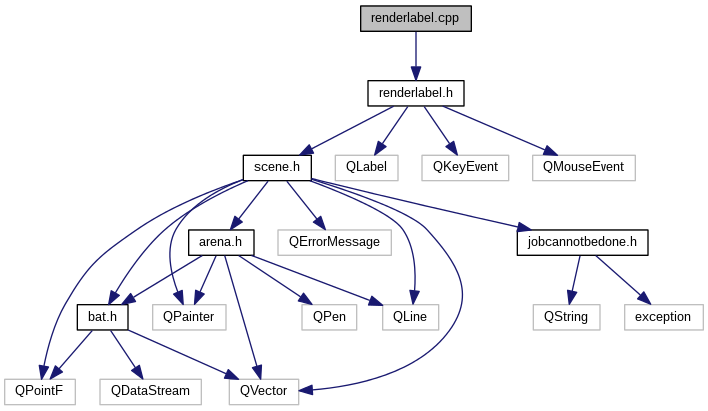 renderlabel.cpp
renderlabel.h
scene.h
QLabel
QKeyEvent
QMouseEvent
arena.h
QErrorMessage
jobcannotbedone.h
bat.h
QPainter
QPen
QLine
QString
exception
QPointF
QDataStream
QVector